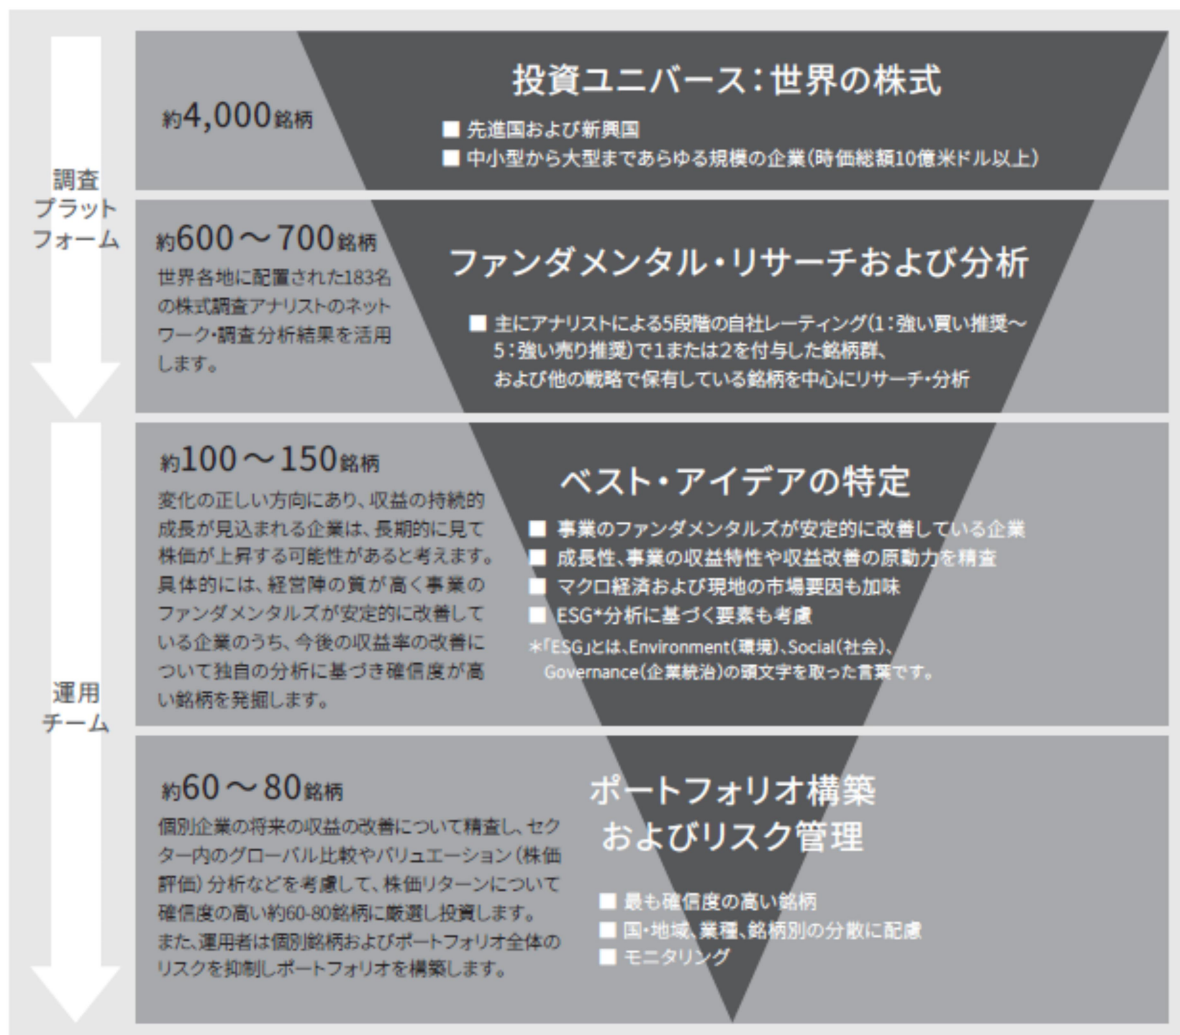 調査
プラット
フォーム
約4,000銘柄
投資ユニバース：世界の株式
■ 先進国および新興国
■ 中小型から大型まであらゆる規模の企業（時価総額10億米ドル以上）
約600～700銘柄
世界各地に配置された183名
の株式調査アナリストのネット
ワーク・調査分析結果を活用
します。
ファンダメンタル・リサーチおよび分析
■ 主にアナリストによる5段階の自社レーティング（1：強い買い推奨～
5：強い売り推奨）で1または2を付与した銘柄群、
および他の戦略で保有している銘柄を中心にリサーチ・分析
運用
チーム
約100～150銘柄
変化の正しい方向にあり、収益の持続的
成長が見込まれる企業は、長期的に見て
株価が上昇する可能性があると考えます。
具体的には、経営陣の質が高く事業の
ファンダメンタルズが安定的に改善して
いる企業のうち、今後の収益率の改善に
ついて独自の分析に基づき確信度が高
い銘柄を発掘します。
ベスト・アイデアの特定
■ 事業のファンダメンタルズが安定的に改善している企業
■ 成長性、事業の収益特性や収益改善の原動力を精査
■ マクロ経済および現地の市場要因も加味
■ ESG*分析に基づく要素も考慮
＊「ESG」とは、Environment（環境）、Social（社会）、
Governance（企業統治）の頭文字を取った言葉です。
約60～80銘柄
個別企業の将来の収益の改善について精査し、セク
ター内のグローバル比較やバリュエーション（株価
評価）分析などを考慮して、株価リターンについて
確信度の高い約60-80銘柄に厳選し投資します。
また、運用者は個別銘柄およびポートフォリオ全体の
リスクを抑制しポートフォリオを構築します。
ポートフォリオ構築
およびリスク管理
■ 最も確信度の高い銘柄
■ 国・地域、業種、銘柄別の分散に配慮
■ モニタリング